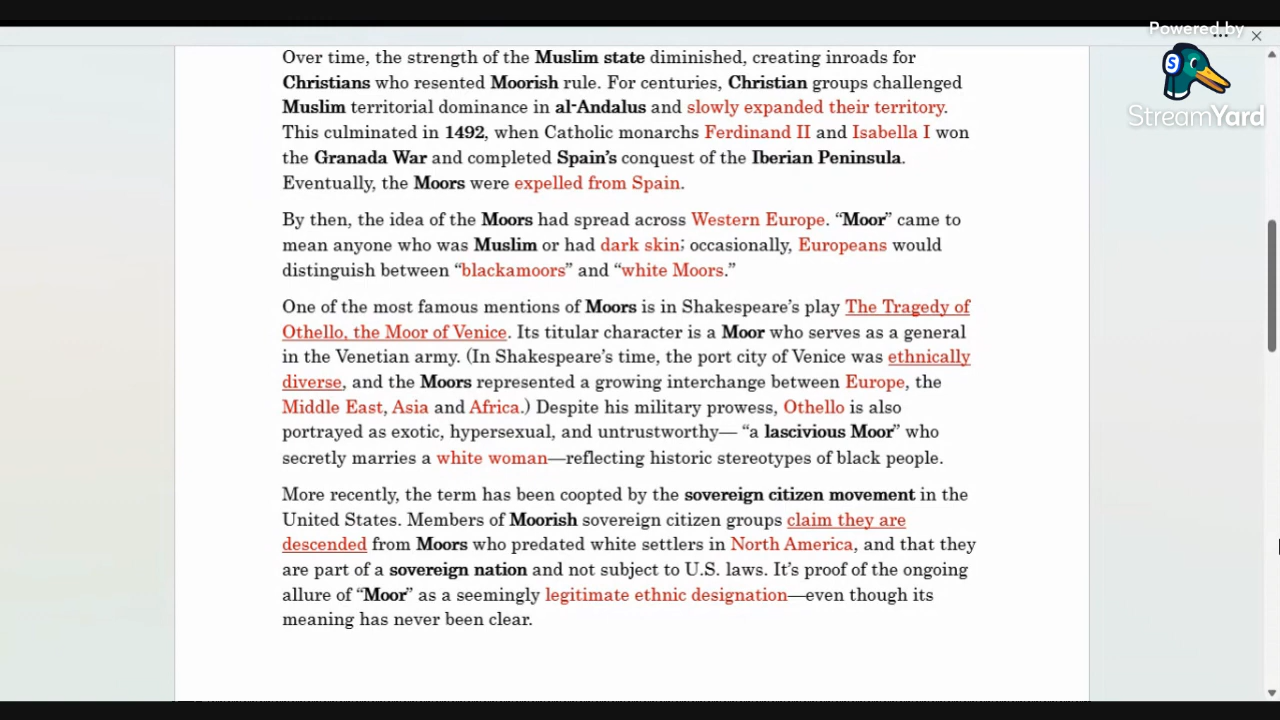 Powered by
StreamYard
Over time, the strength of the Muslim state diminished, creating inroads for
Christians who resented Moorish rule. For centuries, Christian groups challenged
Muslim territorial dominance in al-Andalus and slowly expanded their territory.
This culminated in 1492, when Catholic monarchs Ferdinand II and Isabella I won
the Granada War and completed Spain's conquest of the Iberian Peninsula.
Eventually, the Moors were expelled from Spain.
By then, the idea of the Moors had spread across Western Europe. “Moor” came to
mean anyone who was Muslim or had dark skin; occasionally, Europeans would
distinguish between “blackamoors” and “white Moors.”
One of the most famous mentions of Moors is in Shakespeare's play The Tragedy of
Othello, the Moor of Venice. Its titular character is a Moor who serves as a general
in the Venetian army. (In Shakespeare's time, the port city of Venice was ethnically
diverse, and the Moors represented a growing interchange between Europe, the
Middle East, Asia and Africa.) Despite his military prowess, Othello is also
portrayed as exotic, hypersexual, and untrustworthy— “a lascivious Moor” who
secretly marries a white woman—reflecting historic stereotypes of black people.
More recently, the term has been coopted by the sovereign citizen movement in the
United States. Members of Moorish sovereign citizen groups claim they are
descended from Moors who predated white settlers in North America, and that they
are part of a sovereign nation and not subject to U.S. laws. It's proof of the ongoing
allure of “Moor” as a seemingly legitimate ethnic designation—even though its
meaning has never been clear.